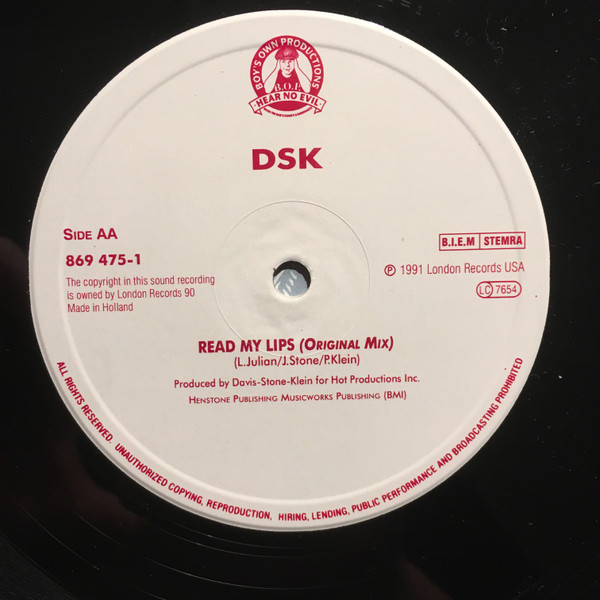 BOY'S OWN PRODUCTIONS
B.O.P.
HEAR NO EVIL
DSK
SIDE AA
869 475-1
The copyright in this sound recording
is owned by London Records 90
Made in Holland
B.I.E.M STEMRA
℗ 1991 London Records USA
LC 7654
READ MY LIPS (ORIGINAL MIX)
(L.Julian/J.Stone/P.Klein)
Produced by Davis-Stone-Klein for Hot Productions Inc.
HENSTONE PUBLISHING MUSICWORKS PUBLISHING (BMI)
ALL RIGHTS RESERVED. UNAUTHORIZED COPYING, REPRODUCTION, HIRING, LENDING, PUBLIC PERFORMANCE AND BROADCASTING PROHIBITED